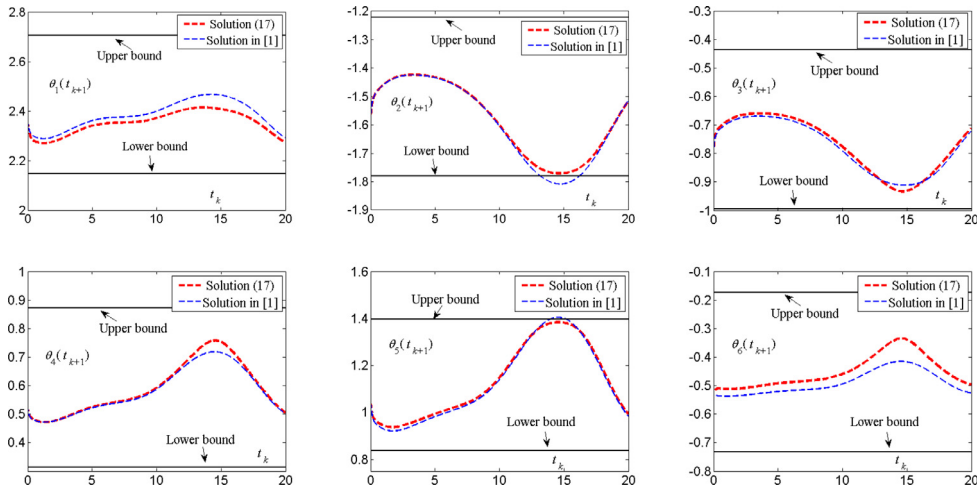 2.8
2.6
2.4
2.2
2
0
5
10
15
20
Solution (17)
Solution in [1]
Upper bound
θ1(tk+1)
Lower bound
tk
-1.2
-1.3
-1.4
-1.5
-1.6
-1.7
-1.8
-1.9
0
5
10
15
20
Solution (17)
Solution in [1]
Upper bound
θ2(tk+1)
Lower bound
tk
-0.3
-0.4
-0.5
-0.6
-0.7
-0.8
-0.9
-1
0
5
10
15
20
Solution (17)
Solution in [1]
Upper bound
θ3(tk+1)
Lower bound
tk
1
0.9
0.8
0.7
0.6
0.5
0.4
0
5
10
15
20
Solution (17)
Solution in [1]
Upper bound
θ4(tk+1)
Lower bound
tk
1.6
1.4
1.2
1
0.8
0
5
10
15
20
Solution (17)
Solution in [1]
Upper bound
θ5(tk+1)
Lower bound
tk,
-0.1
-0.2
-0.3
-0.4
-0.5
-0.6
-0.7
-0.8
0
5
10
15
20
Solution (17)
Solution in [1]
Upper bound
θ6(tk+1)
Lower bound
tk,